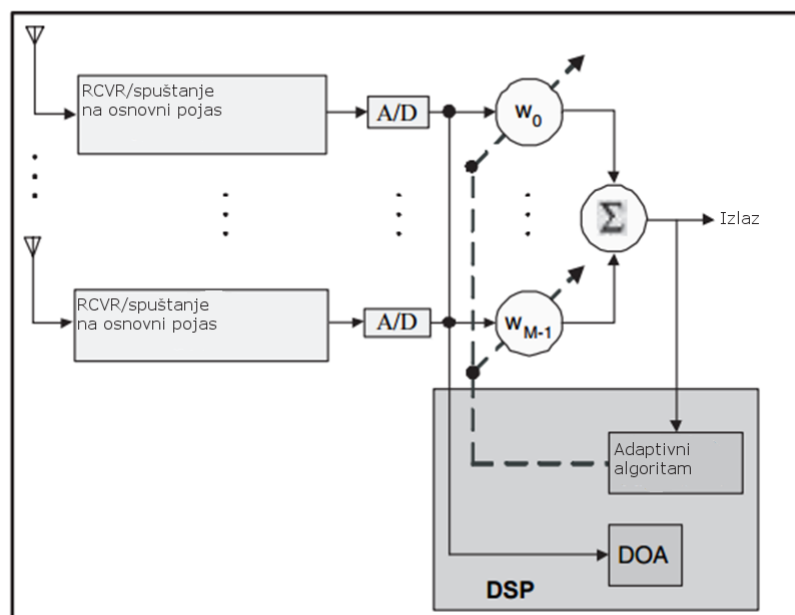 RCVR/spuštanje
na osnovni pojas
A/D
w0
Σ
Izlaz
RCVR/spuštanje
na osnovni pojas
A/D
wM-1
Adaptivni
algoritam
DOA
DSP